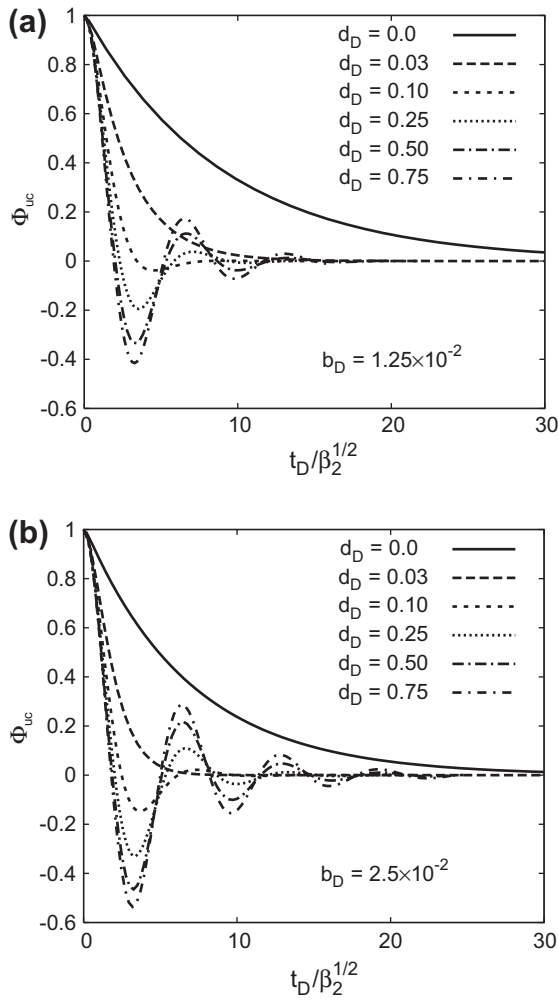 (a)
1
0.8
0.6
0.4
0.2
0
-0.2
-0.4
-0.6
Φuc
d_D = 0.0
d_D = 0.03
d_D = 0.10
d_D = 0.25
d_D = 0.50
d_D = 0.75
b_D = 1.25×10^-2
0 10 20 30
t_D/β_2^1/2
(b)
1
0.8
0.6
0.4
0.2
0
-0.2
-0.4
-0.6
Φuc
d_D = 0.0
d_D = 0.03
d_D = 0.10
d_D = 0.25
d_D = 0.50
d_D = 0.75
b_D = 2.5×10^-2
0 10 20 30
t_D/β_2^1/2